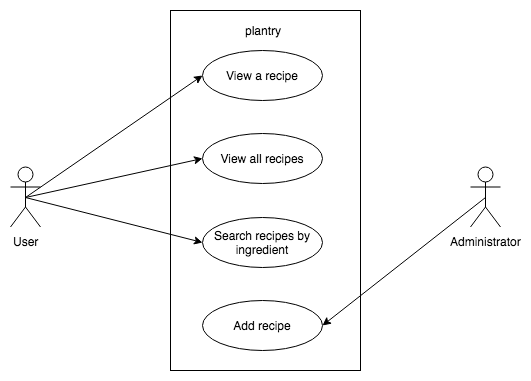 plantry
View a recipe
View all recipes
User
Administrator
Search recipes by
ingredient
Add recipe